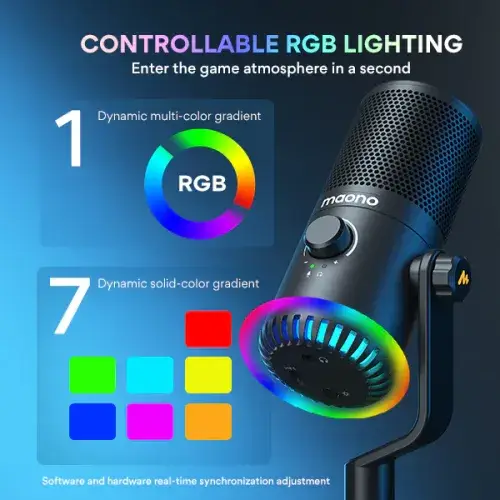 CONTROLLABLE RGB LIGHTING
Enter the game atmosphere in a second
1
Dynamic multi-color gradient
RGB
maono
7
Dynamic solid-color gradient
Software and hardware real-time synchronization adjustment